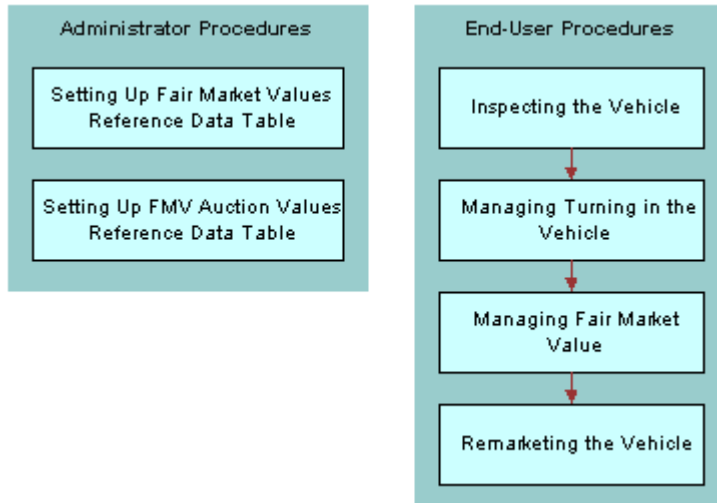 Administrator Procedures
Setting Up Fair Market Values
Reference Data Table
Setting Up FMV Auction Values
Reference Data Table
End-User Procedures
Inspecting the Vehicle
Managing Turning in the
Vehicle
Managing Fair Market
Value
Remarketing the Vehicle